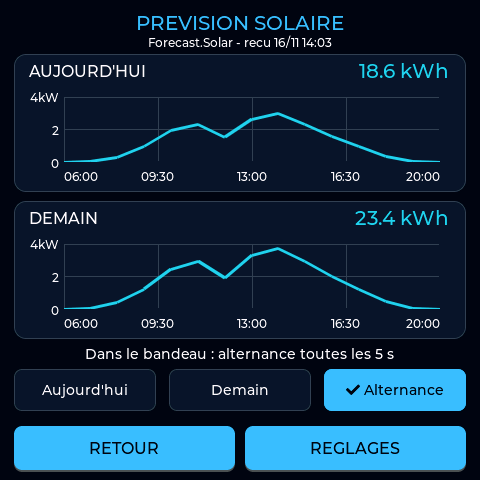 PREVISION SOLAIRE
Forecast.Solar - recu 16/11 14:03
AUJOURD'HUI 18.6 kWh
4kW
2
0
06:00 09:30 13:00 16:30 20:00
DEMAIN 23.4 kWh
4kW
2
0
06:00 09:30 13:00 16:30 20:00
Dans le bandeau : alternance toutes les 5 s
Aujourd'hui Demain Alternance
RETOUR REGLAGES